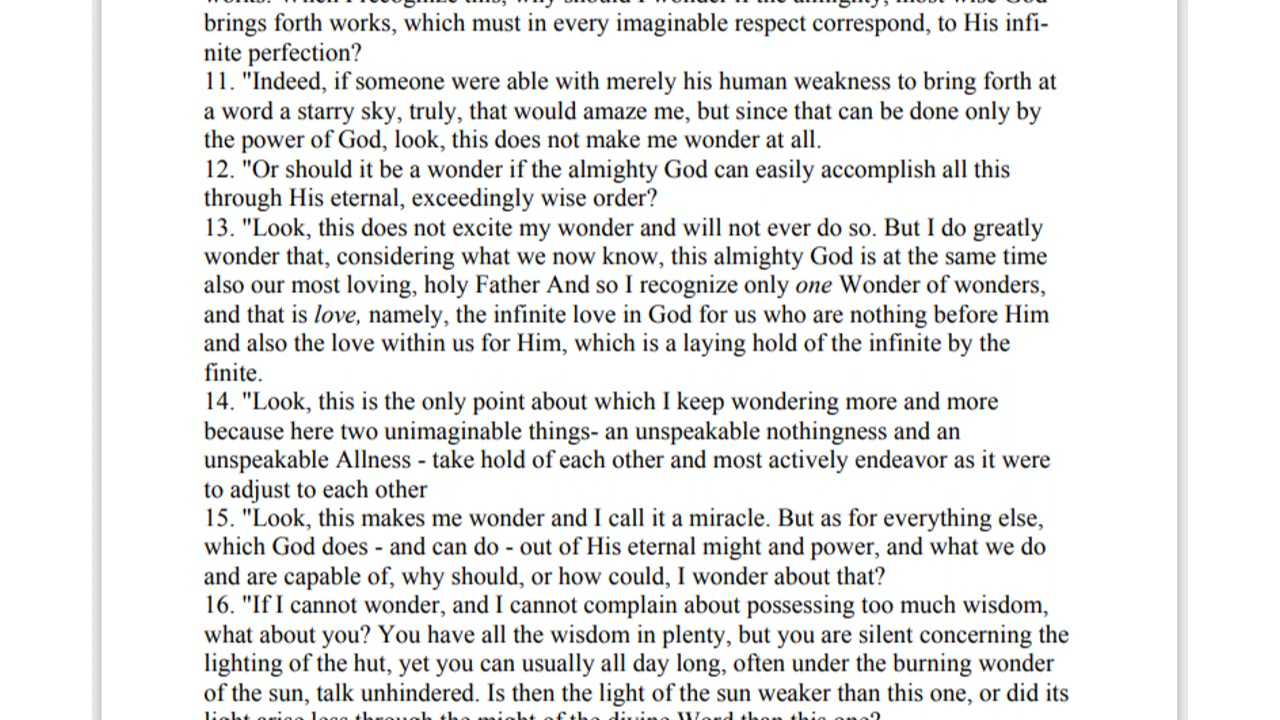 brings forth works, which must in every imaginable respect correspond, to His infi-
nite perfection?
11. "Indeed, if someone were able with merely his human weakness to bring forth at
a word a starry sky, truly, that would amaze me, but since that can be done only by
the power of God, look, this does not make me wonder at all.
12. "Or should it be a wonder if the almighty God can easily accomplish all this
through His eternal, exceedingly wise order?
13. "Look, this does not excite my wonder and will not ever do so. But I do greatly
wonder that, considering what we now know, this almighty God is at the same time
also our most loving, holy Father And so I recognize only one Wonder of wonders,
and that is love, namely, the infinite love in God for us who are nothing before Him
and also the love within us for Him, which is a laying hold of the infinite by the
finite.
14. "Look, this is the only point about which I keep wondering more and more
because here two unimaginable things- an unspeakable nothingness and an
unspeakable Allness - take hold of each other and most actively endeavor as it were
to adjust to each other
15. "Look, this makes me wonder and I call it a miracle. But as for everything else,
which God does - and can do - out of His eternal might and power, and what we do
and are capable of, why should, or how could, I wonder about that?
16. "If I cannot wonder, and I cannot complain about possessing too much wisdom,
what about you? You have all the wisdom in plenty, but you are silent concerning the
lighting of the hut, yet you can usually all day long, often under the burning wonder
of the sun, talk unhindered. Is then the light of the sun weaker than this one, or did its
light arise less through the might of the divine Word than this one?